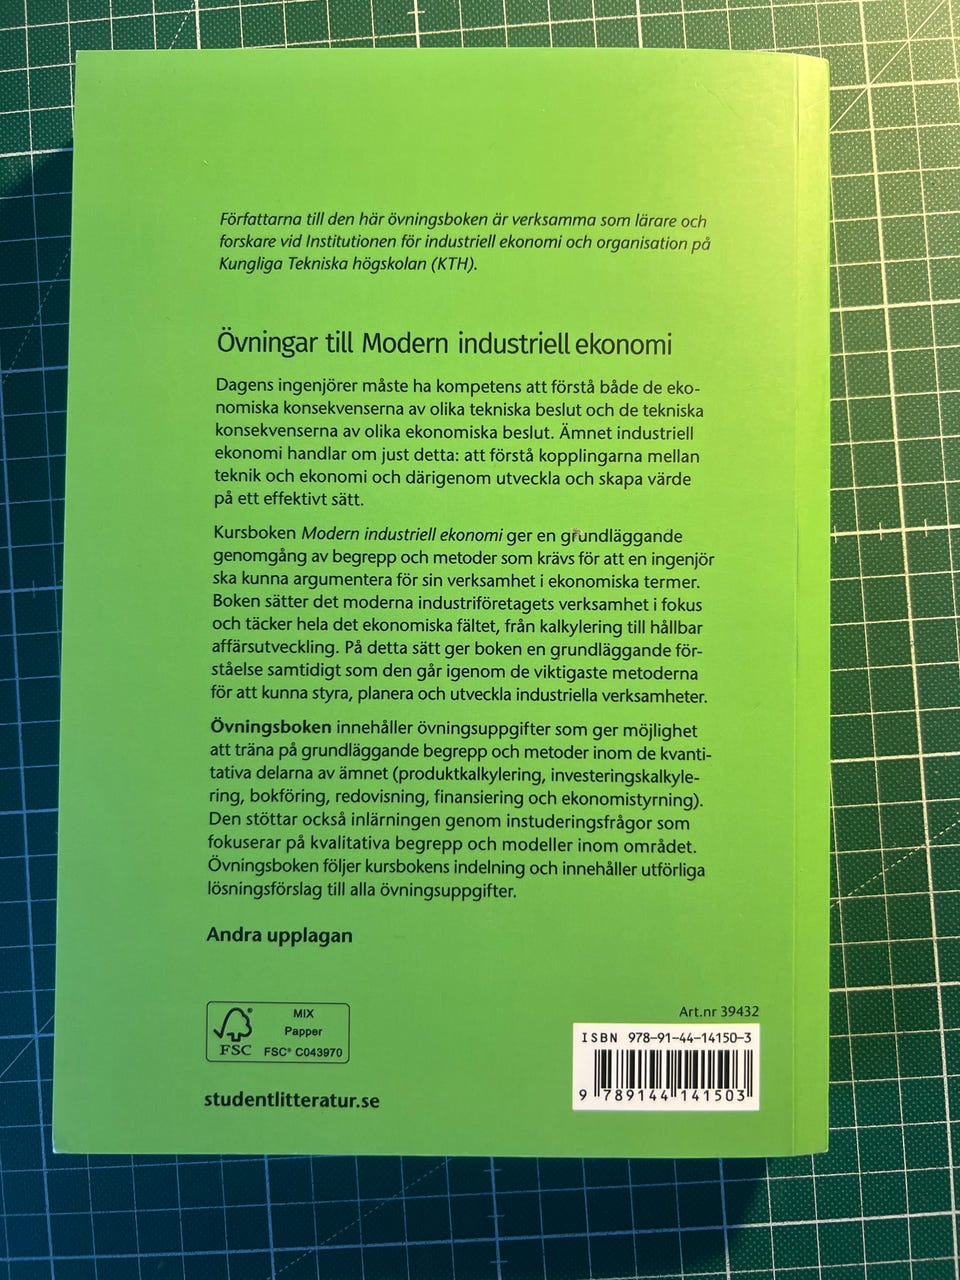 Författarna till den här övningsboken är verksamma som lärare och
forskare vid Institutionen för industriell ekonomi och organisation på
Kungliga Tekniska högskolan (KTH).
Övningar till Modern industriell ekonomi
Dagens ingenjörer måste ha kompetens att förstå både de eko-
nomiska konsekvenserna av olika tekniska beslut och de tekniska
konsekvenserna av olika ekonomiska beslut. Ämnet industriell
ekonomi handlar om just detta: att förstå kopplingarna mellan
teknik och ekonomi och därigenom utveckla och skapa värde
på ett effektivt sätt.
Kursboken Modern industriell ekonomi ger en grundläggande
genomgång av begrepp och metoder som krävs för att en ingenjör
ska kunna argumentera för sin verksamhet i ekonomiska termer.
Boken sätter det moderna industriföretagets verksamhet i fokus
och täcker hela det ekonomiska fältet, från kalkylering till hållbar
affärsutveckling. På detta sätt ger boken en grundläggande för-
ståelse samtidigt som den går igenom de viktigaste metoderna
för att kunna styra, planera och utveckla industriella verksamheter.
Övningsboken innehåller övningsuppgifter som ger möjlighet
att träna på grundläggande begrepp och metoder inom de kvanti-
tativa delarna av ämnet (produktkalkylering, investeringskalkyle-
ring, bokföring, redovisning, finansiering och ekonomistyrning).
Den stöttar också inlärningen genom instuderingsfrågor som
fokuserar på kvalitativa begrepp och modeller inom området.
Övningsboken följer kursbokens indelning och innehåller utförliga
lösningsförslag till alla övningsuppgifter.
Andra upplagan
MIX
Papper
FSC FSC® C043970
studentlitteratur.se
Art.nr 39432
ISBN 978-91-44-14150-3
9 789144 141503